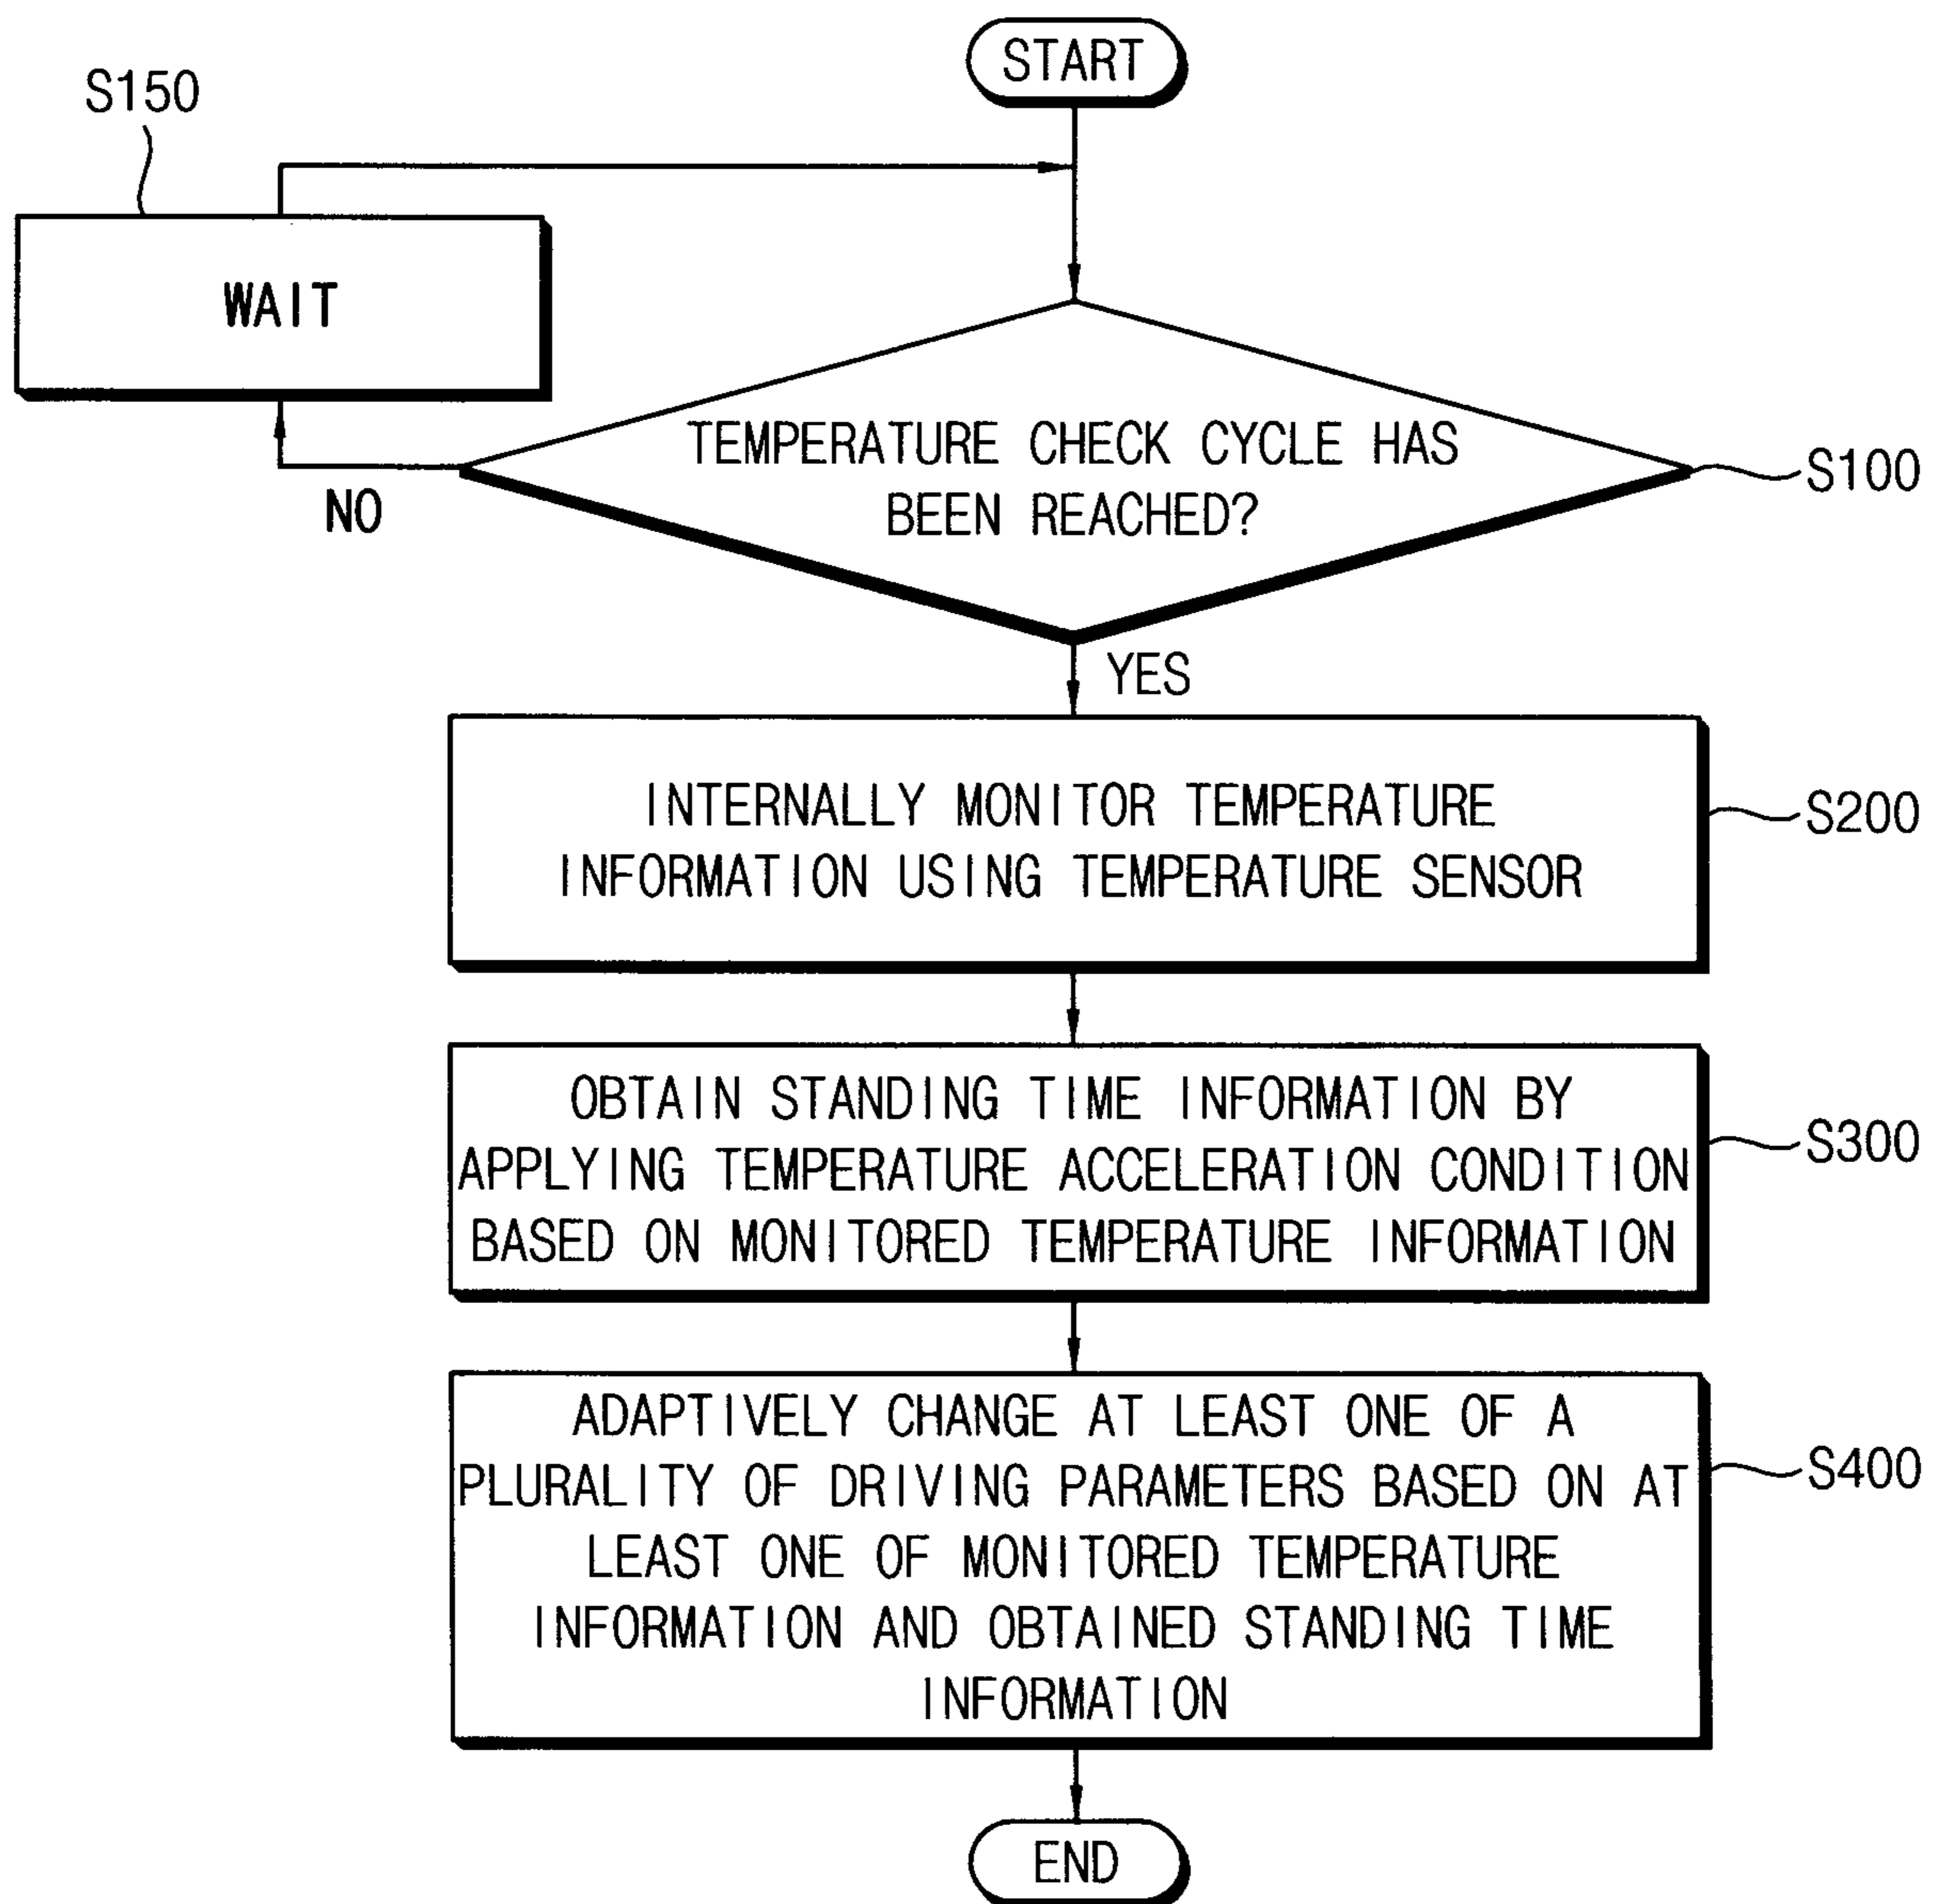 START
S150
WAIT
TEMPERATURE CHECK CYCLE HAS
BEEN REACHED?
S100
NO
YES
INTERNALLY MONITOR TEMPERATURE
INFORMATION USING TEMPERATURE SENSOR
S200
OBTAIN STANDING TIME INFORMATION BY
APPLYING TEMPERATURE ACCELERATION CONDITION
BASED ON MONITORED TEMPERATURE INFORMATION
S300
ADAPTIVELY CHANGE AT LEAST ONE OF A
PLURALITY OF DRIVING PARAMETERS BASED ON AT
LEAST ONE OF MONITORED TEMPERATURE
INFORMATION AND OBTAINED STANDING TIME
INFORMATION
S400
END